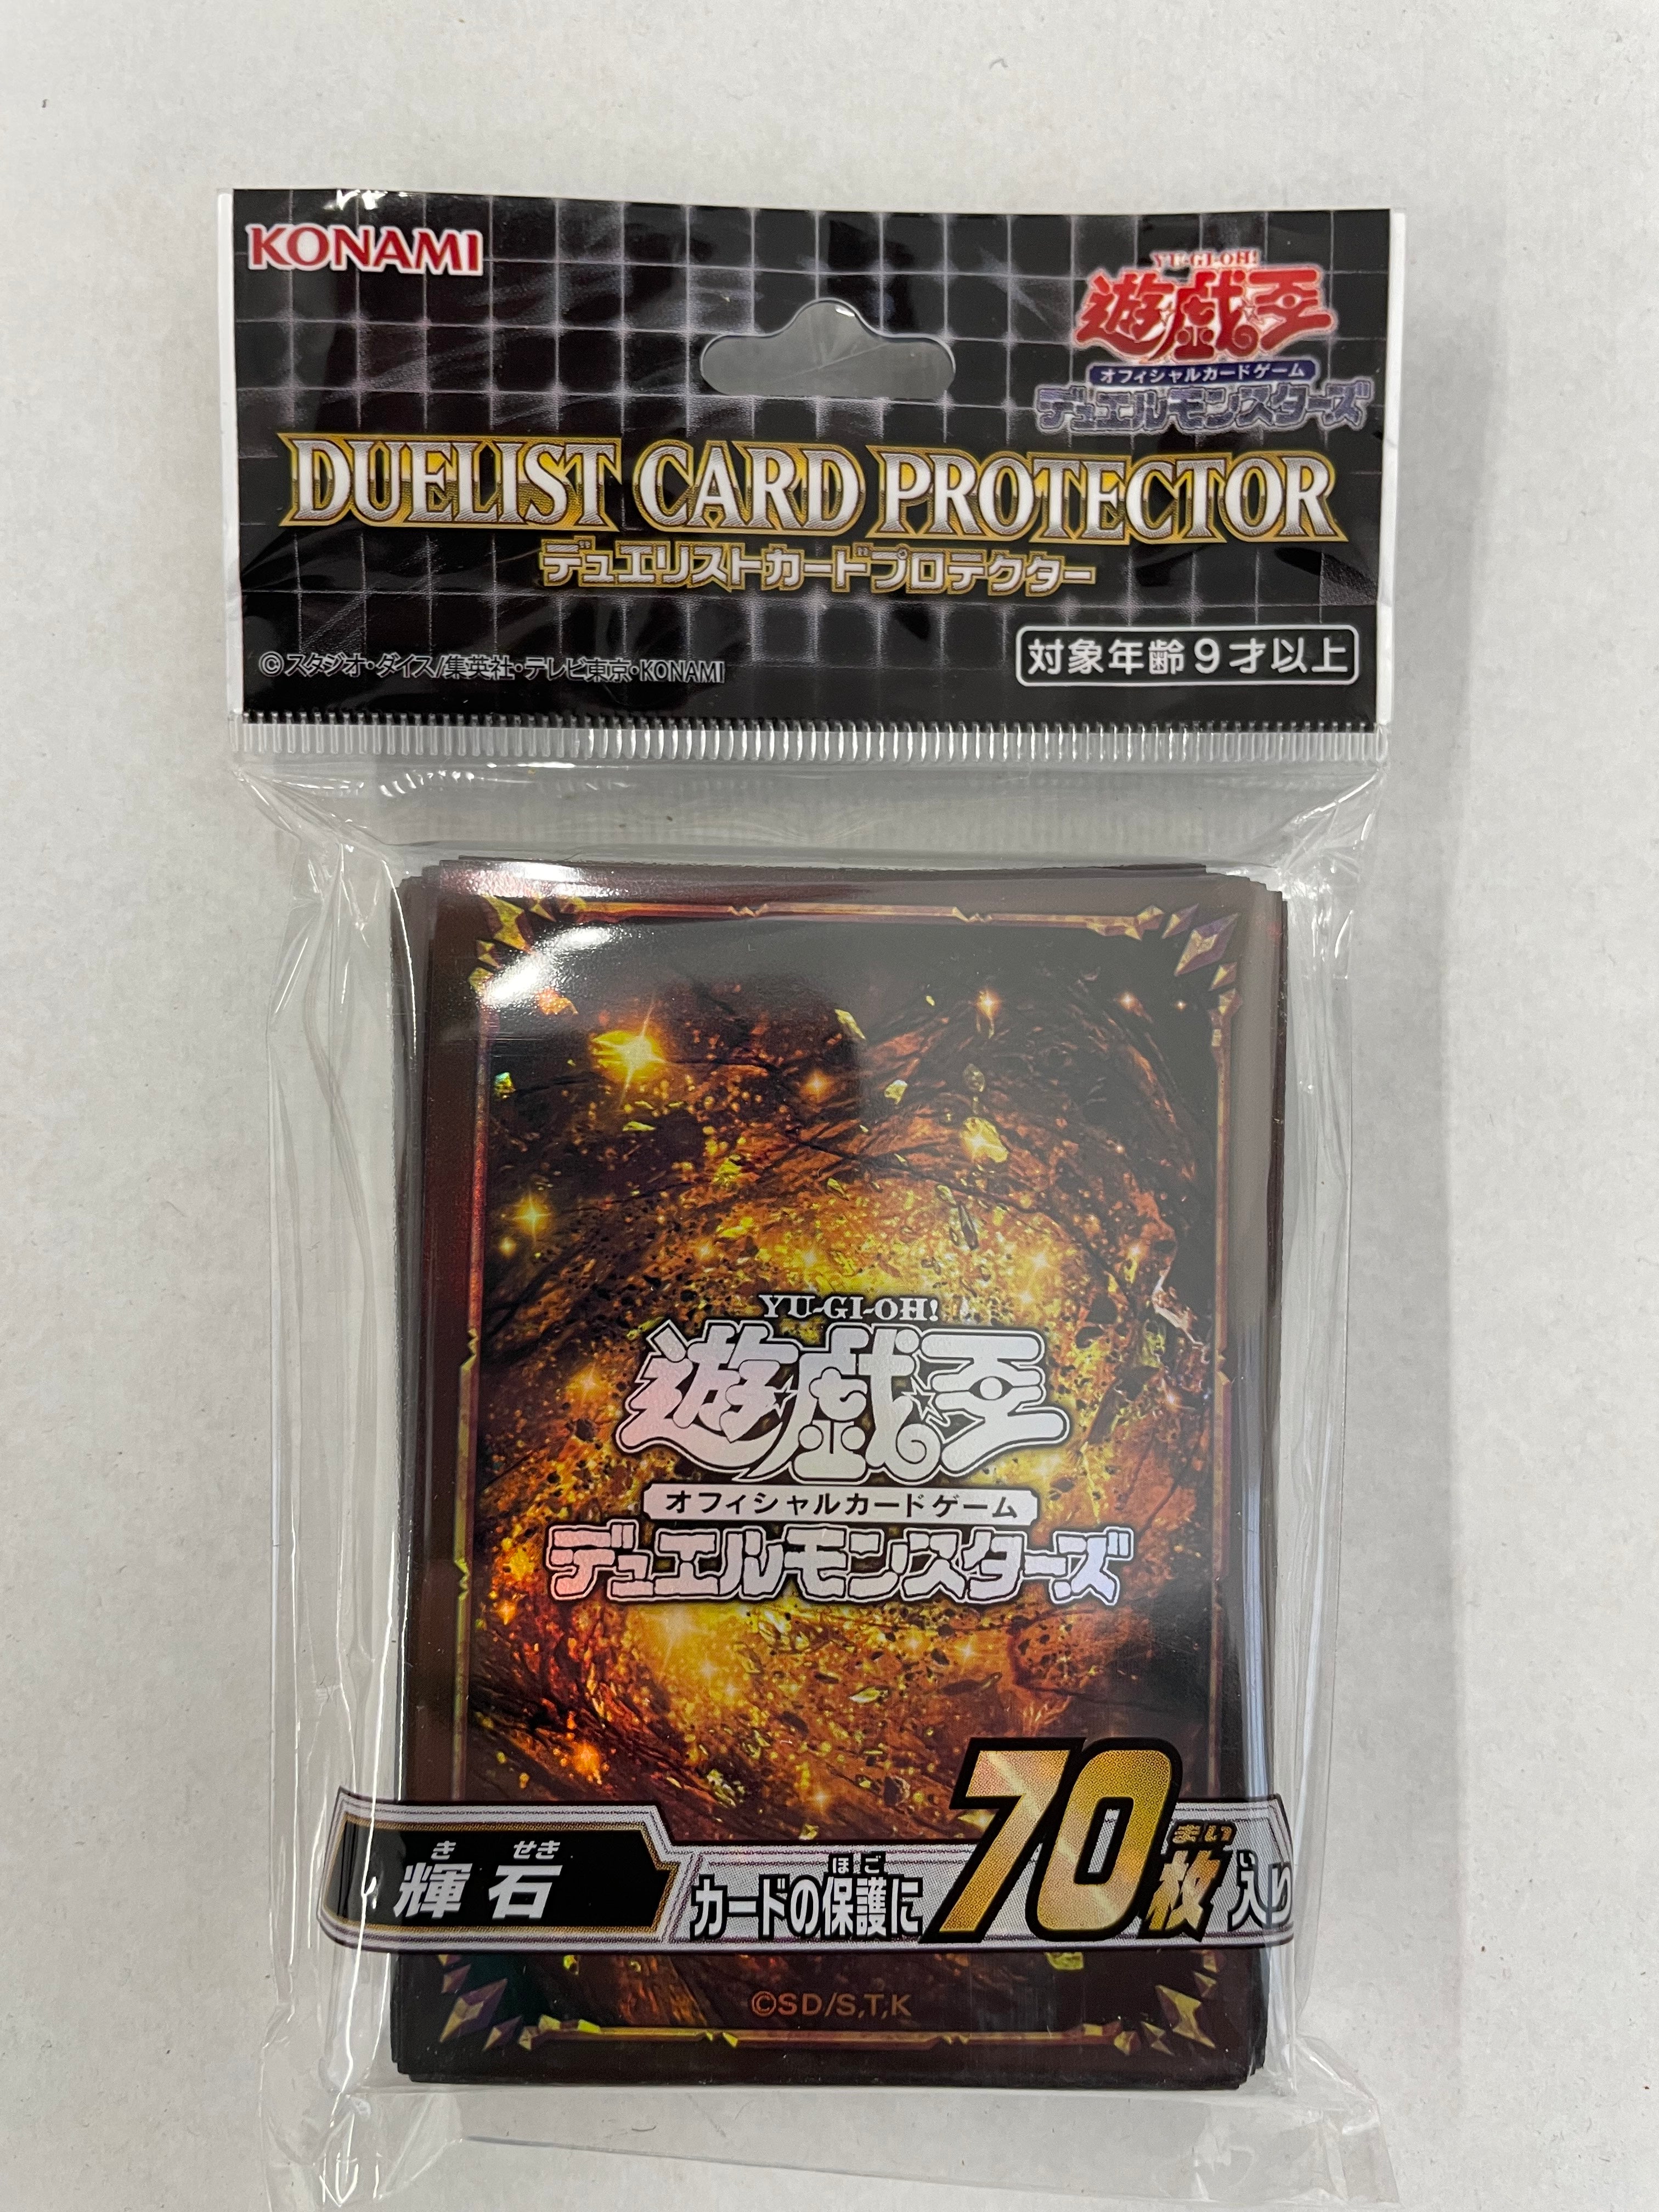 KONAMI
YU-GI-OH!
遊戯王
オフィシャルカードゲーム
デュエルモンスターズ
DUELIST CARD PROTECTOR
デュエリストカードプロテクター
©スタジオ・ダイス/集英社・テレビ東京・KONAMI
対象年齢9才以上
YU-GI-OH!
遊戯王
オフィシャルカードゲーム
デュエルモンスターズ
き せき
輝石
ほご
カードの保護に
70枚入り
まい い
©SD/S,T,K